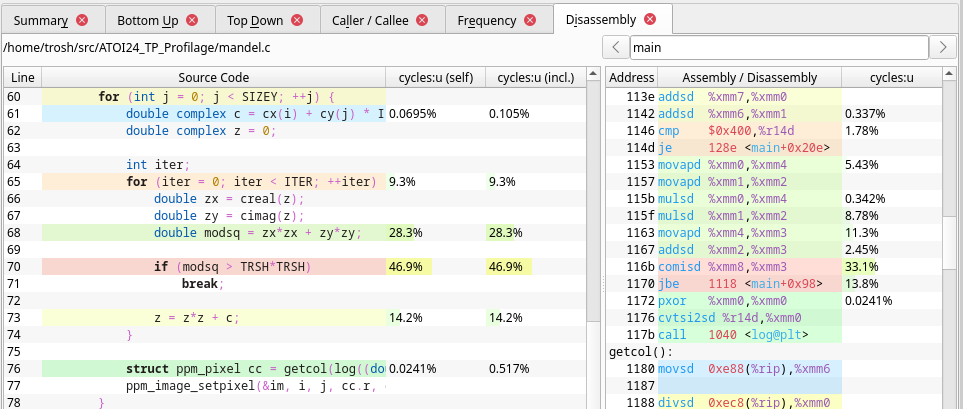 Summary Bottom Up Top Down Caller / Callee Frequency Disassembly
/home/trosh/src/ATOI24_TP_Profilage/mandel.c main
Line Source Code cycles:u (self) cycles:u (incl.)
60 for (int j = 0; j < SIZEY; ++j) {
61 double complex c = cx(i) + cy(j) * I 0.0695% 0.105%
62 double complex z = 0;
63
64 int iter;
65 for (iter = 0; iter < ITER; ++iter) 9.3% 9.3%
66 double zx = creal(z);
67 double zy = cimag(z);
68 double modsq = zx*zx + zy*zy; 28.3% 28.3%
69
70 if (modsq > TRSH*TRSH) 46.9% 46.9%
71 break;
72
73 z = z*z + c; 14.2% 14.2%
74 }
75
76 struct ppm_pixel cc = getcol(log((do 0.0241% 0.517%
77 ppm_image_setpixel(&im, i, j, cc.r,
78 }
Address Assembly / Disassembly cycles:u
113e addsd %xmm7,%xmm0
1142 addsd %xmm6,%xmm1 0.337%
1146 cmp $0x400,%r14d 1.78%
114d je 128e <main+0x20e>
1153 movapd %xmm0,%xmm4 5.43%
1157 movapd %xmm1,%xmm2
115b mulsd %xmm0,%xmm4 0.342%
115f mulsd %xmm1,%xmm2 8.78%
1163 movapd %xmm4,%xmm3 11.3%
1167 addsd %xmm2,%xmm3 2.45%
116b comisd %xmm8,%xmm3 33.1%
1170 jbe 1118 <main+0x98> 13.8%
1172 pxor %xmm0,%xmm0 0.0241%
1176 cvtsi2sd %r14d,%xmm0
117b call 1040 <log@plt>
getcol():
1180 movsd 0xe88(%rip),%xmm6
1187
1188 divsd 0xec8(%rip),%xmm0